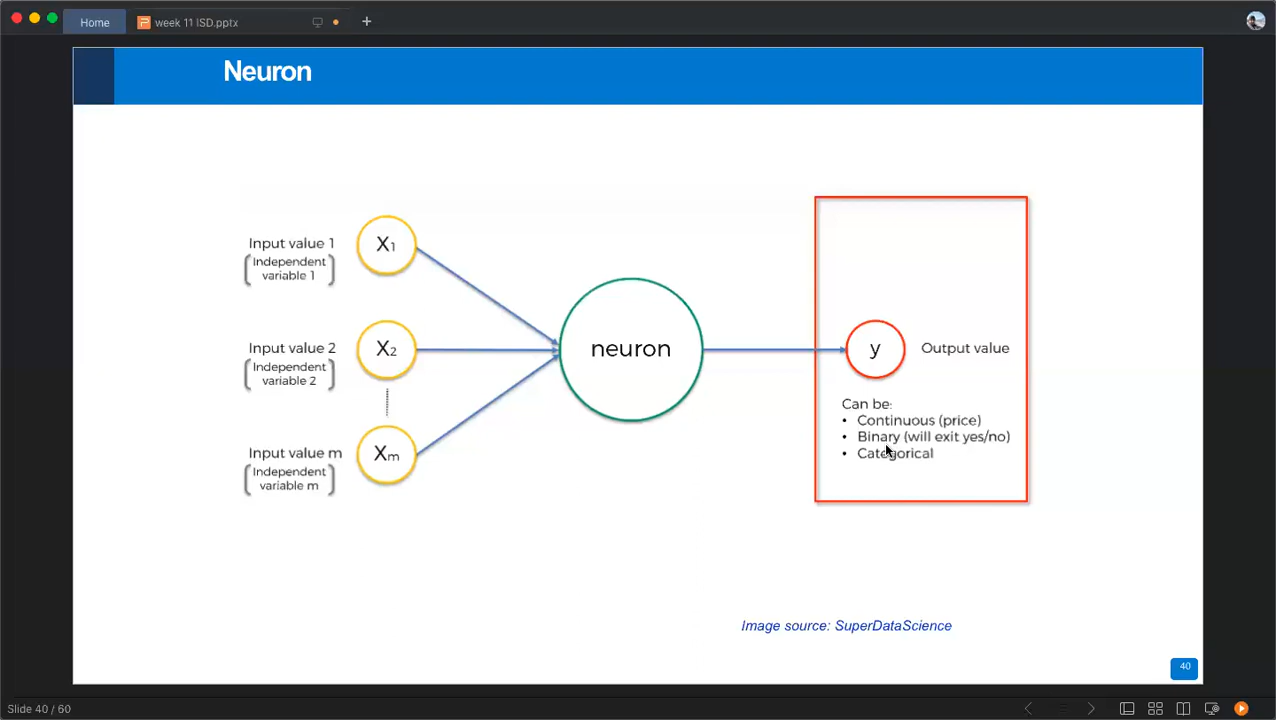 Home
week 11 ISD.pptx
Neuron
Input value 1
Independent
variable 1
X1
Input value 2
Independent
variable 2
X2
Input value m
Independent
variable m
Xm
neuron
y
Output value
Can be:
• Continuous (price)
• Binary (will exit yes/no)
• Categorical
Image source: SuperDataScience
40
Slide 40 / 60